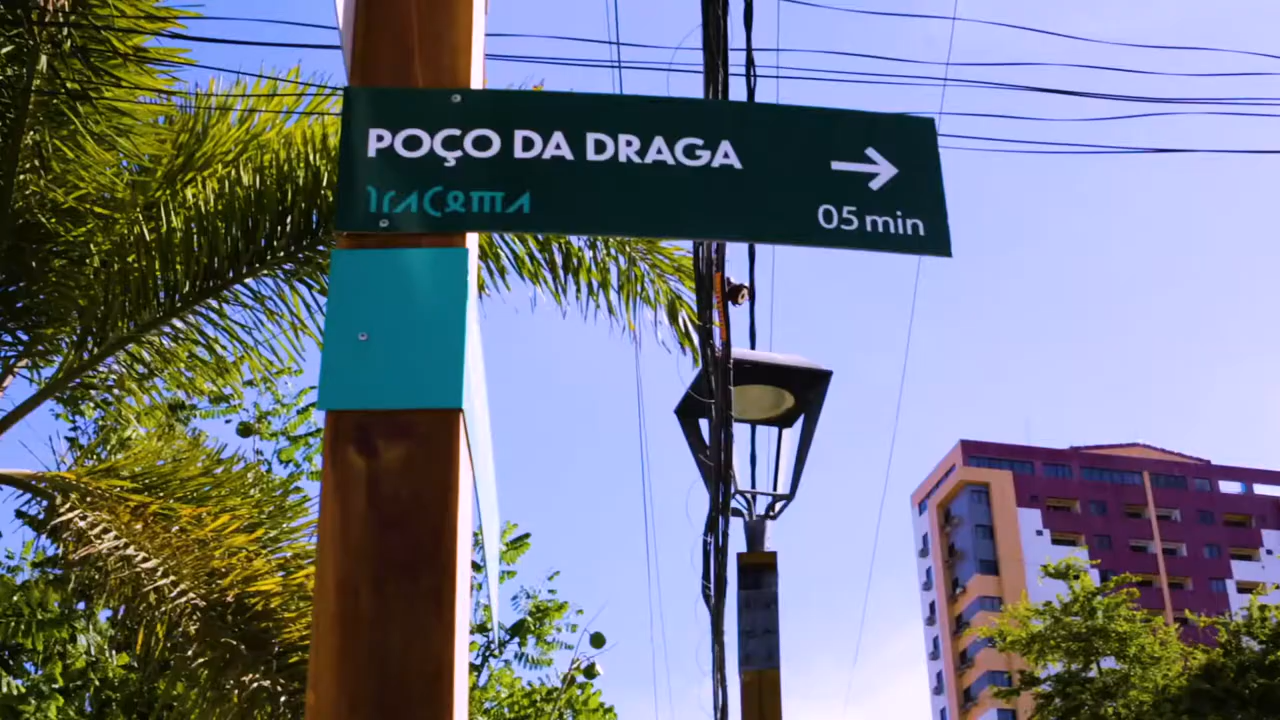 POÇO DA DRAGA
IRACEMA
→
05 min